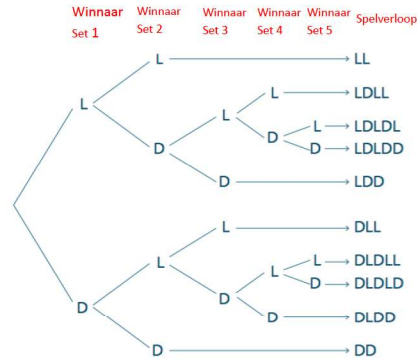 Winnaar Set 1 Winnaar Set 2 Winnaar Set 3 Winnaar Set 4 Winnaar Set 5 Spelverloop
L LL
L L LDLL
L L LDLDL
D D D LDLDD
D LDD
L DLL
L L DLDLL
L D DLDLD
D D D DLDD
D DD